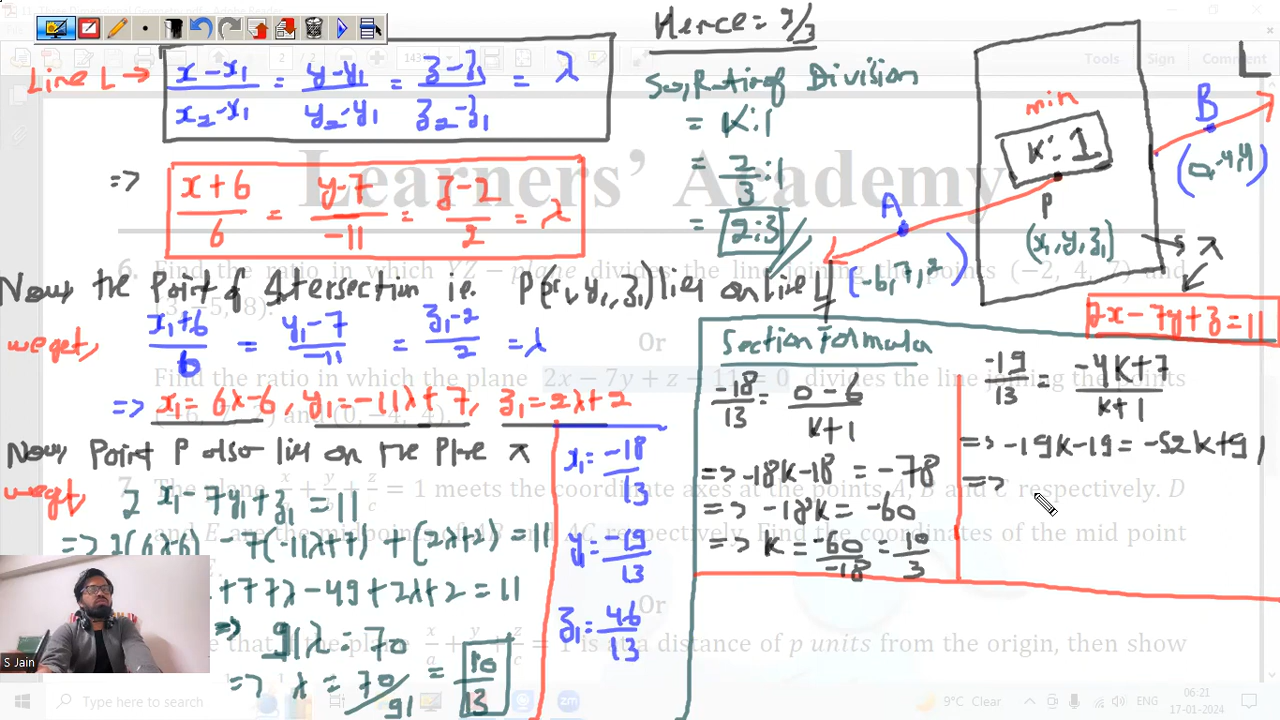 Line L → (x-x₁)/(x₂-x₁) = (y-y₁)/(y₂-y₁) = (z-z₁)/(z₂-z₁) = λ
=> (x+6)/6 = (y-7)/-11 = (z-2)/2 = λ
Now, the Point of Intersection i.e. P(x₁, y₁, z₁) lies on line L
we get, (x₁+6)/6 = (y₁-7)/-11 = (z₁-2)/2 = λ
=> x₁ = 6λ-6, y₁ = -11λ+7, z₁ = 2λ+2
Now, Point P also lies on the Plane π
we get, 2x₁-7y₁+z₁ = 11
=> 2(6λ-6) - 7(-11λ+7) + (2λ+2) = 11
+77λ-49+2λ+2 = 11
=> 91λ = 70
=> λ = 70/91 = 10/13
x₁ = -18/13
y₁ = -19/13
z₁ = 46/13
So, Ratio of Division
= K:1
= 2/3 : 1
= 2:3
L
B
(0,-4,4)
min
K:1
A
(-6,7,2)
P
(x₁,y₁,z₁)
π
2x-7y+z=11
Section Formula
-18/13 = (0-6)/(k+1)
=> -18k-18 = -78
=> -18k = -60
=> k = -60/-18 = 10/3
-19/13 = (-4k+7)/(k+1)
=> -19k-19 = -52k+91
=>
Learners' Academy
6. Find the ratio in which YZ – plane divides the line joining the points (−2, 4, 7) and
(3, −5, 8).
Or
Find the ratio in which the plane 2x − 7y + z − 11 = 0 divides the line joining the points
and (0, −4, 4).
7. The plane x/a + y/b + z/c = 1 meets the coordinate axes at the points A, B and C respectively. D
and E are the mid points of AB and AC respectively. Find the coordinates of the mid point
Or
that if the plane x/a + y/b + z/c = 1 is at a distance of p units from the origin, then show
Tools Sign Comment
S Jain
9°C Clear
ENG
06:21
17-01-2024